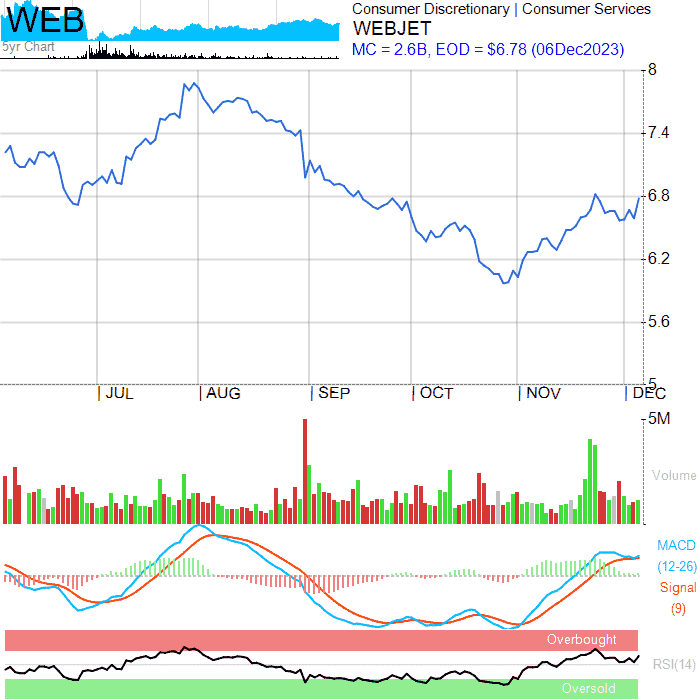 WEB
5yr Chart
Consumer Discretionary | Consumer Services
WEBJET
MC = 2.6B, EOD = $6.78 (06Dec2023)
8
7.4
6.8
6.2
5.6
5
JUL AUG SEP OCT NOV DEC
5M
Volume
MACD
(12-26)
Signal
(9)
Overbought
RSI(14)
Oversold